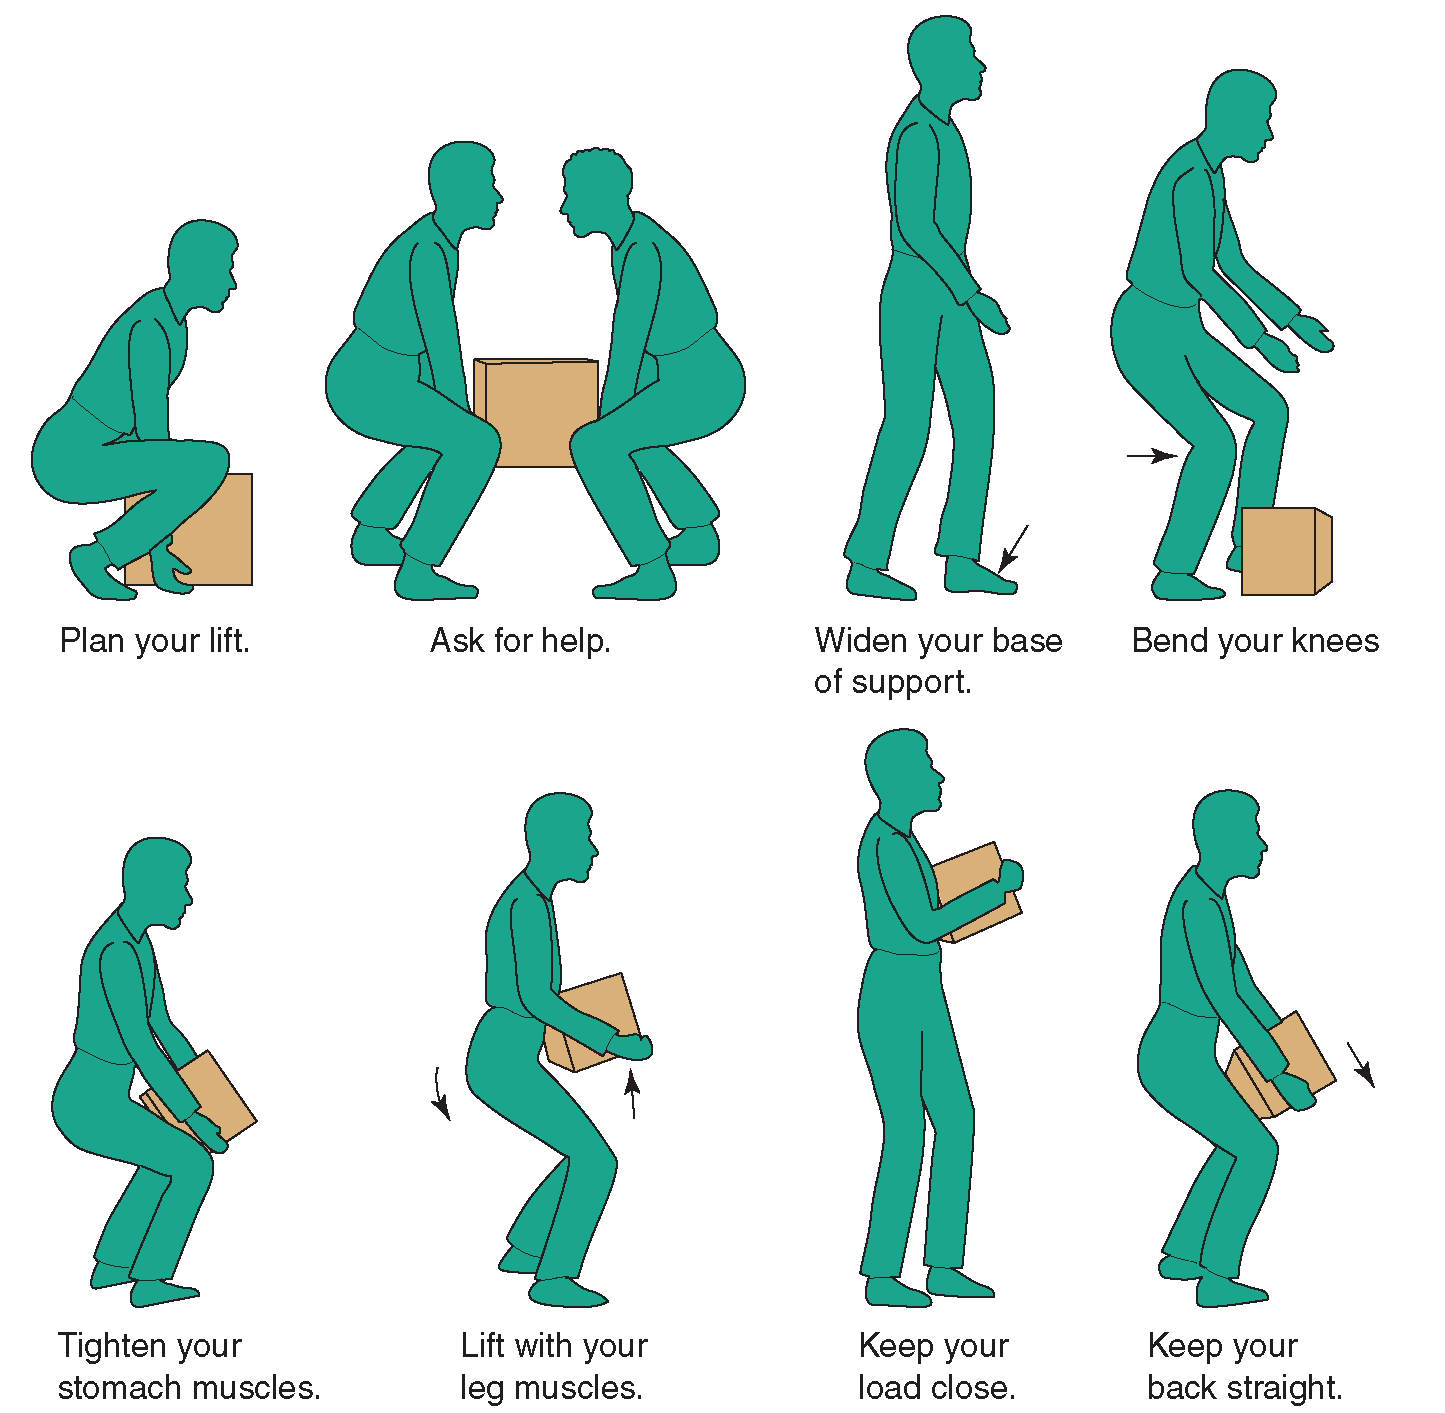 Plan your lift.
Ask for help.
Widen your base
of support.
Bend your knees
Tighten your
stomach muscles.
Lift with your
leg muscles.
Keep your
load close.
Keep your
back straight.